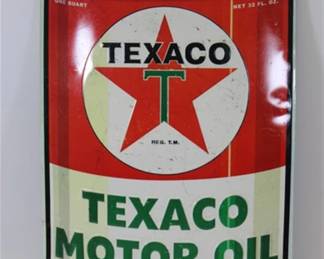 ONE QUART NET 32 FL. OZ.
TEXACO
T
REG. T.M.
TEXACO
MOTOR OIL